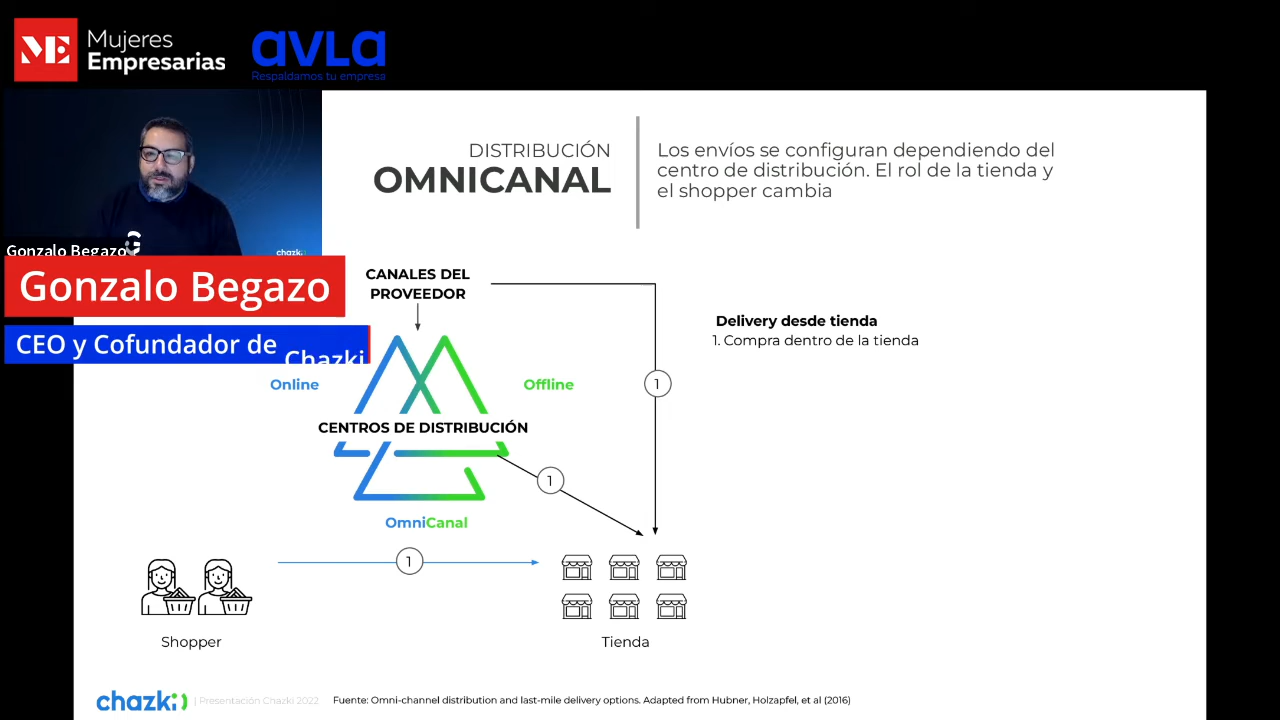 ME
Mujeres
Empresarias
avla
Respaldamos tu empresa
chazki
Gonzalo Begazo
Gonzalo Begazo
CEO y Cofundador de Chazki
DISTRIBUCIÓN
OMNICANAL
Los envíos se configuran dependiendo del
centro de distribución. El rol de la tienda y
el shopper cambia
CANALES DEL
PROVEEDOR
Delivery desde tienda
1. Compra dentro de la tienda
Online
Offline
1
CENTROS DE DISTRIBUCIÓN
1
OmniCanal
1
Shopper
Tienda
chazki
| Presentación Chazki 2022
Fuente: Omni-channel distribution and last-mile delivery options. Adapted from Hubner, Holzapfel, et al (2016)